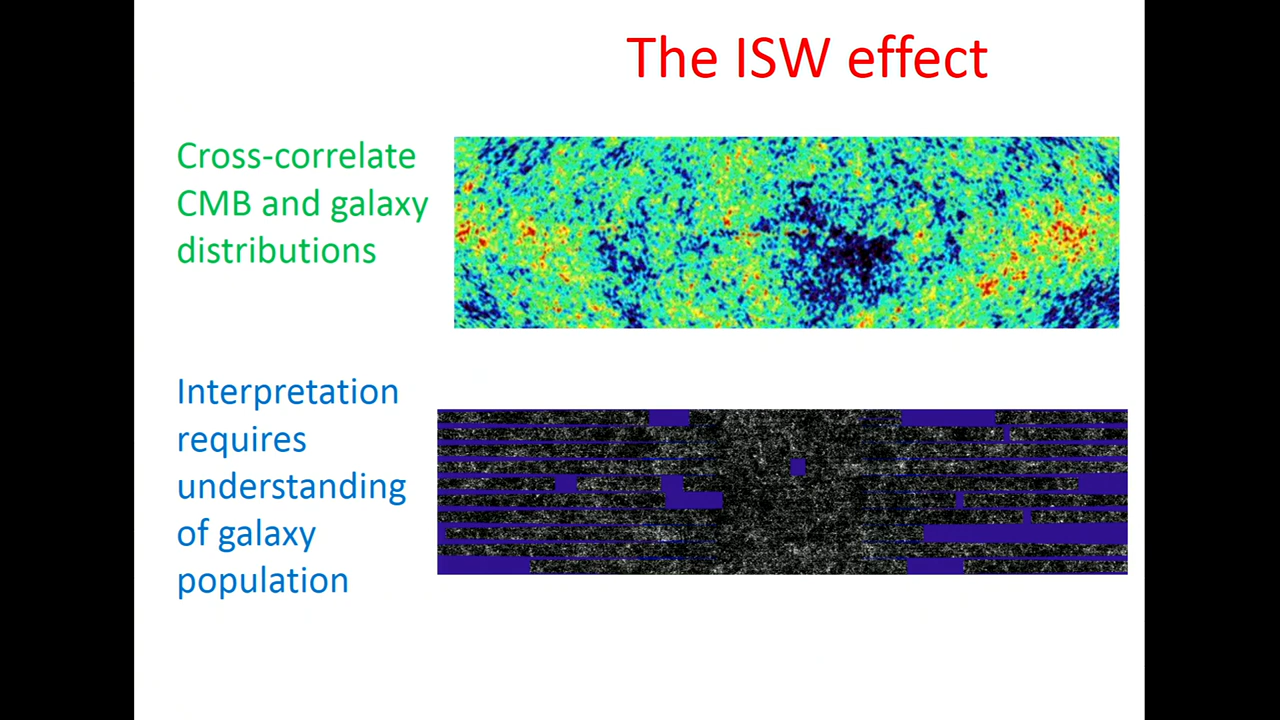 The ISW effect
Cross-correlate
CMB and galaxy
distributions
Interpretation
requires
understanding
of galaxy
population